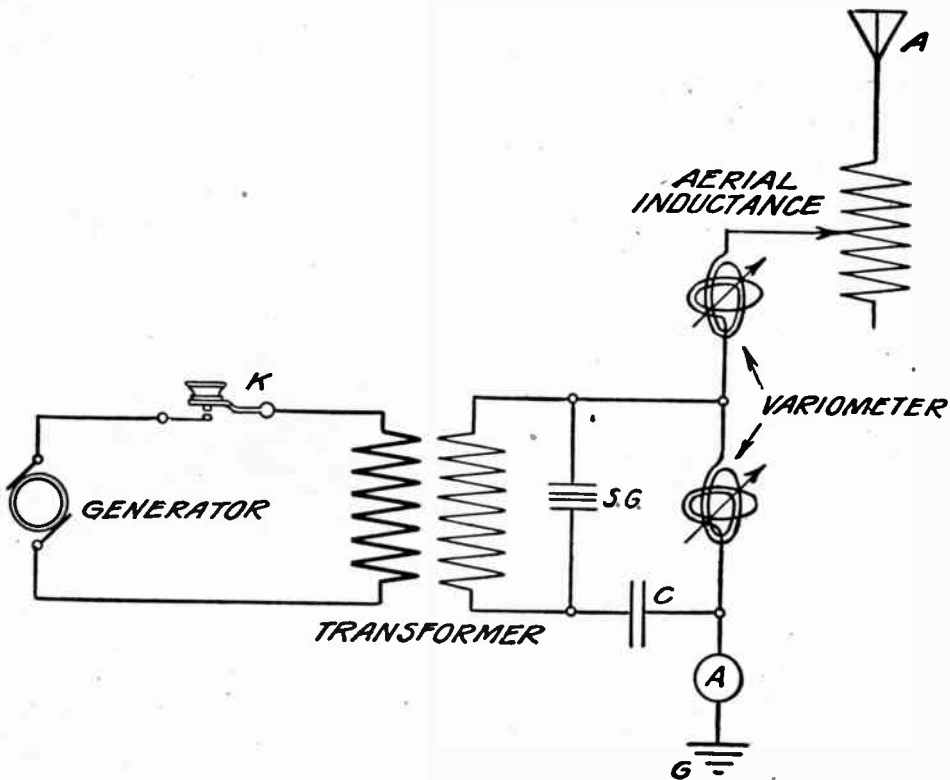 A
AERIAL
INDUCTANCE
K
VARIOMETER
GENERATOR
S.G.
C
TRANSFORMER
A
G